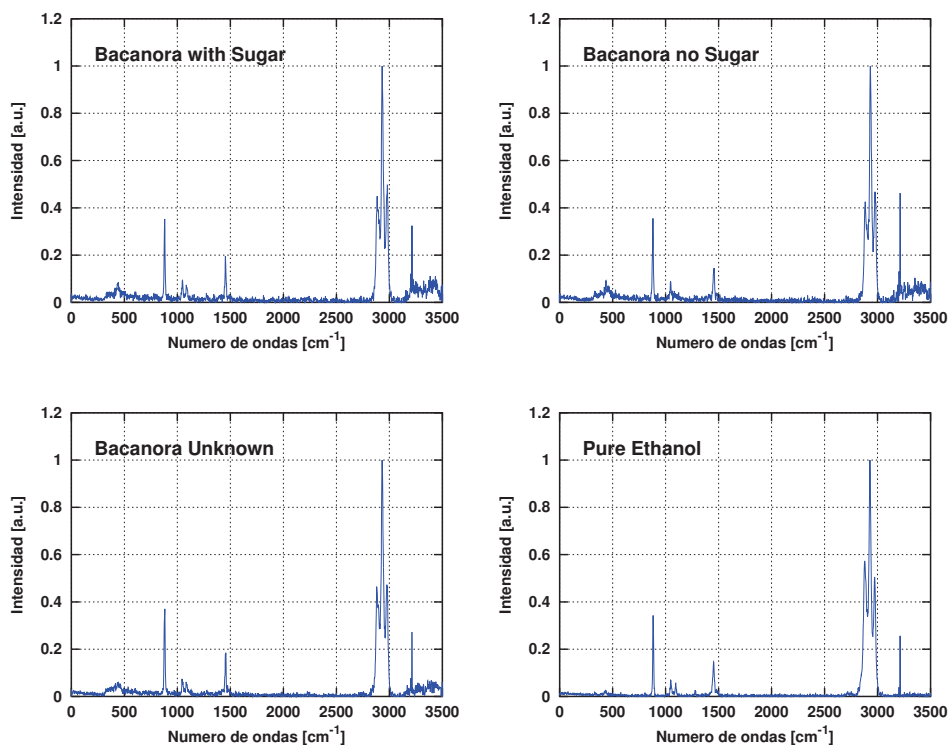 1.2
Bacanora with Sugar
1
0.8
0.6
0.4
0.2
0
Intensidad [a.u.]
0 500 1000 1500 2000 2500 3000 3500
Numero de ondas [cm-1]
1.2
Bacanora no Sugar
1
0.8
0.6
0.4
0.2
0
Intensidad [a.u.]
0 500 1000 1500 2000 2500 3000 3500
Numero de ondas [cm-1]
1.2
Bacanora Unknown
1
0.8
0.6
0.4
0.2
0
Intensidad [a.u.]
0 500 1000 1500 2000 2500 3000 3500
Numero de ondas [cm-1]
1.2
Pure Ethanol
1
0.8
0.6
0.4
0.2
0
Intensidad [a.u.]
0 500 1000 1500 2000 2500 3000 3500
Numero de ondas [cm-1]